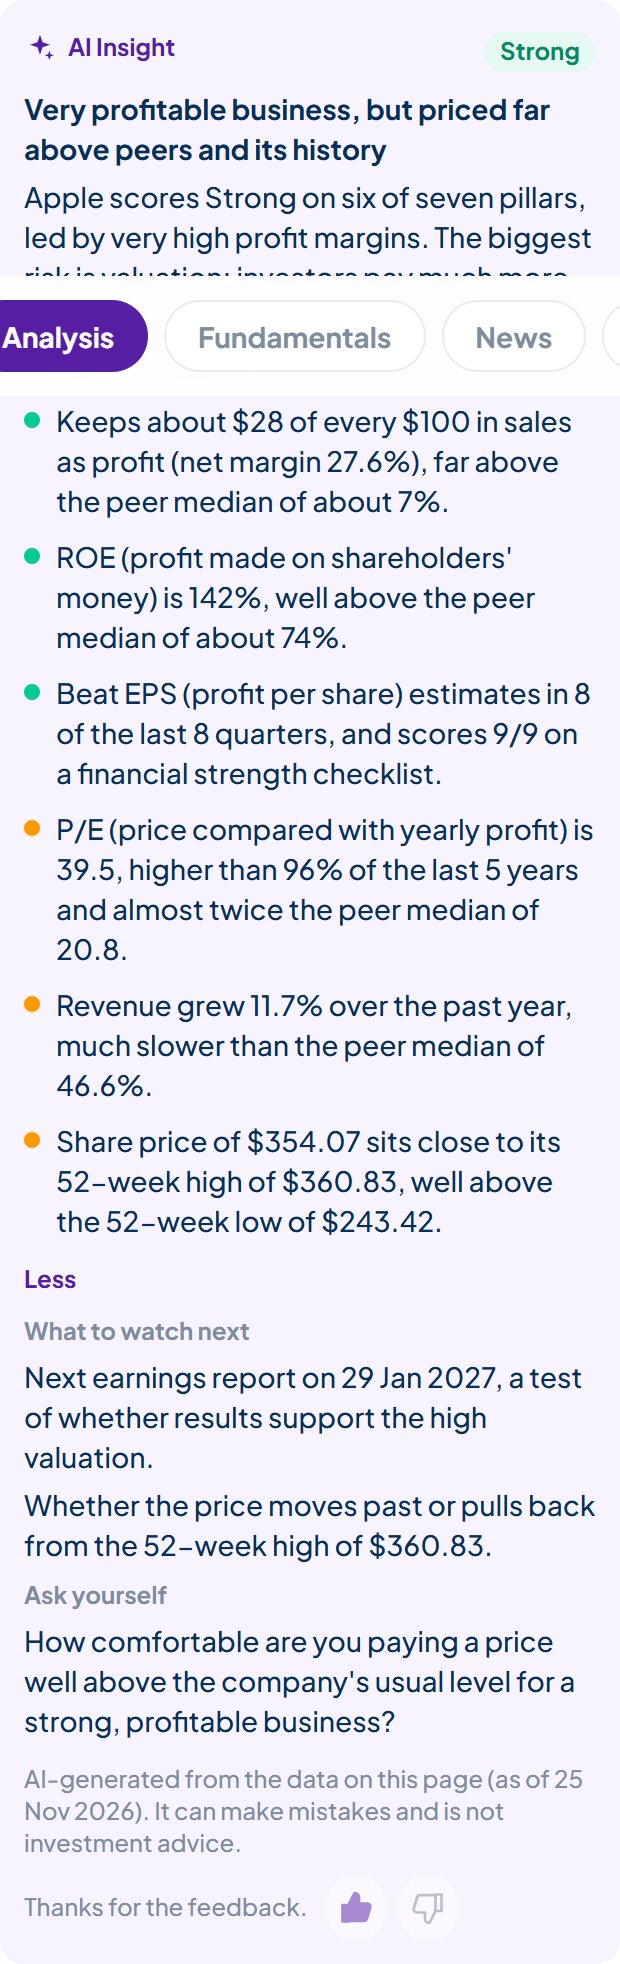 AI Insight
Strong
Very profitable business, but priced far
above peers and its history
Apple scores Strong on six of seven pillars,
led by very high profit margins. The biggest
risk is valuation: investors pay much more
Analysis
Fundamentals
News
Keeps about $28 of every $100 in sales
as profit (net margin 27.6%), far above
the peer median of about 7%.
ROE (profit made on shareholders'
money) is 142%, well above the peer
median of about 74%.
Beat EPS (profit per share) estimates in 8
of the last 8 quarters, and scores 9/9 on
a financial strength checklist.
P/E (price compared with yearly profit) is
39.5, higher than 96% of the last 5 years
and almost twice the peer median of
20.8.
Revenue grew 11.7% over the past year,
much slower than the peer median of
46.6%.
Share price of $354.07 sits close to its
52-week high of $360.83, well above
the 52-week low of $243.42.
Less
What to watch next
Next earnings report on 29 Jan 2027, a test
of whether results support the high
valuation.
Whether the price moves past or pulls back
from the 52-week high of $360.83.
Ask yourself
How comfortable are you paying a price
well above the company's usual level for a
strong, profitable business?
AI-generated from the data on this page (as of 25
Nov 2026). It can make mistakes and is not
investment advice.
Thanks for the feedback.